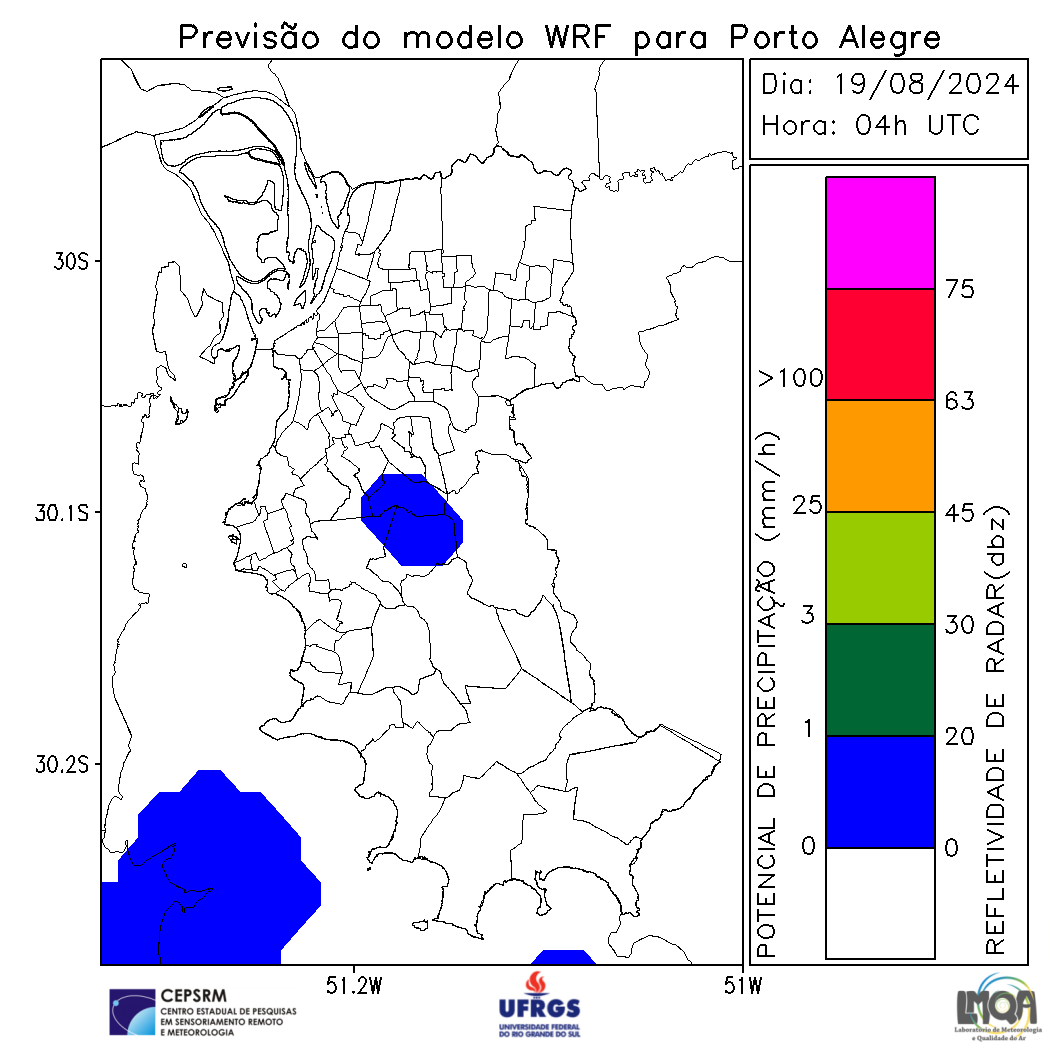 Previsão do modelo WRF para Porto Alegre
Dia: 19/08/2024
Hora: 04h UTC
30S
30.1S
30.2S
51.2W
51W
POTENCIAL DE PRECIPITAÇÃO (mm/h)
>100
25
3
1
0
75
63
45
30
20
0
REFLETIVIDADE DE RADAR(dbz)
CEPSRM
CENTRO ESTADUAL DE PESQUISAS
EM SENSORIAMENTO REMOTO
E METEOROLOGIA
UFRGS
UNIVERSIDADE FEDERAL
DO RIO GRANDE DO SUL
LMQA
Laboratório de Meteorologia
e Qualidade do Ar